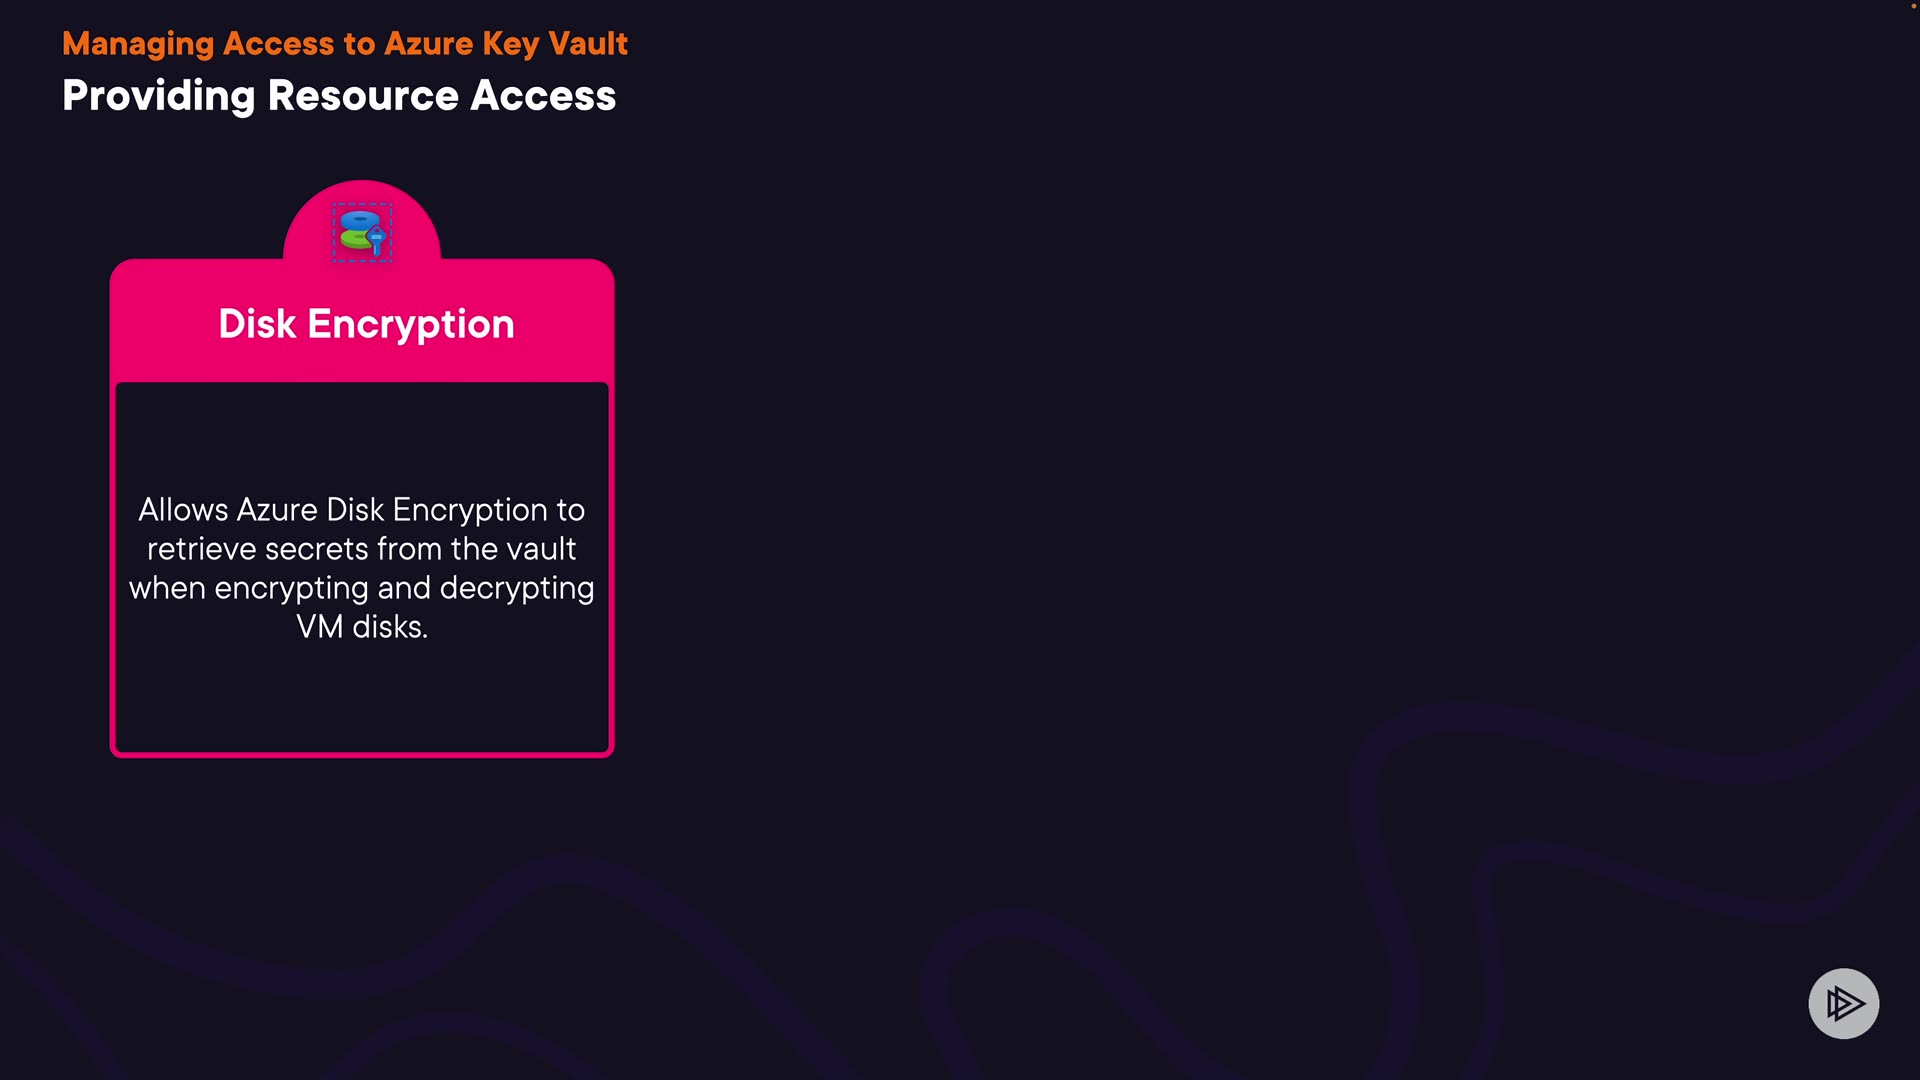 Managing Access to Azure Key Vault
Providing Resource Access
Disk Encryption
Allows Azure Disk Encryption to
retrieve secrets from the vault
when encrypting and decrypting
VM disks.